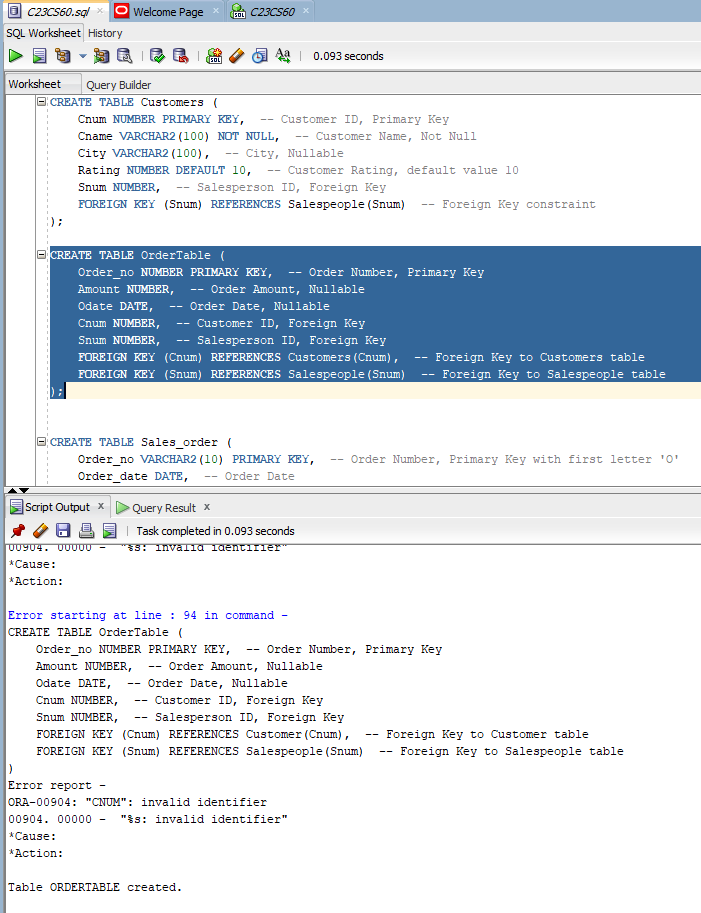 C23CS60.sql Welcome Page C23CS60
SQL Worksheet History
0.093 seconds
Worksheet Query Builder
CREATE TABLE Customers (
Cnum NUMBER PRIMARY KEY, -- Customer ID, Primary Key
Cname VARCHAR2(100) NOT NULL, -- Customer Name, Not Null
City VARCHAR2(100), -- City, Nullable
Rating NUMBER DEFAULT 10, -- Customer Rating, default value 10
Snum NUMBER, -- Salesperson ID, Foreign Key
FOREIGN KEY (Snum) REFERENCES Salespeople(Snum) -- Foreign Key constraint
);
CREATE TABLE OrderTable (
Order_no NUMBER PRIMARY KEY, -- Order Number, Primary Key
Amount NUMBER, -- Order Amount, Nullable
Odate DATE, -- Order Date, Nullable
Cnum NUMBER, -- Customer ID, Foreign Key
Snum NUMBER, -- Salesperson ID, Foreign Key
FOREIGN KEY (Cnum) REFERENCES Customers(Cnum), -- Foreign Key to Customers table
FOREIGN KEY (Snum) REFERENCES Salespeople(Snum) -- Foreign Key to Salespeople table
);
CREATE TABLE Sales_order (
Order_no VARCHAR2(10) PRIMARY KEY, -- Order Number, Primary Key with first letter 'O'
Order_date DATE, -- Order Date
Script Output x Query Result x
Task completed in 0.093 seconds
00904. 00000 - "%s: invalid identifier"
*Cause:
*Action:
Error starting at line : 94 in command -
CREATE TABLE OrderTable (
Order_no NUMBER PRIMARY KEY, -- Order Number, Primary Key
Amount NUMBER, -- Order Amount, Nullable
Odate DATE, -- Order Date, Nullable
Cnum NUMBER, -- Customer ID, Foreign Key
Snum NUMBER, -- Salesperson ID, Foreign Key
FOREIGN KEY (Cnum) REFERENCES Customer(Cnum), -- Foreign Key to Customer table
FOREIGN KEY (Snum) REFERENCES Salespeople(Snum) -- Foreign Key to Salespeople table
)
Error report -
ORA-00904: "CNUM": invalid identifier
00904. 00000 - "%s: invalid identifier"
*Cause:
*Action:
Table ORDERTABLE created.